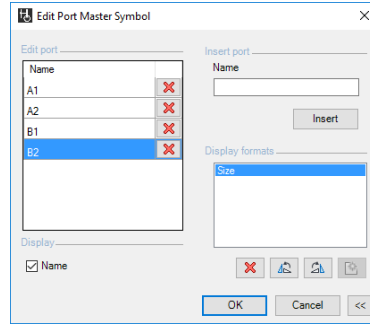 Edit Port Master Symbol
Edit port
Name
A1
A2
B1
B2
Display
Name
Insert port
Name
Insert
Display formats
Size
OK
Cancel
<<